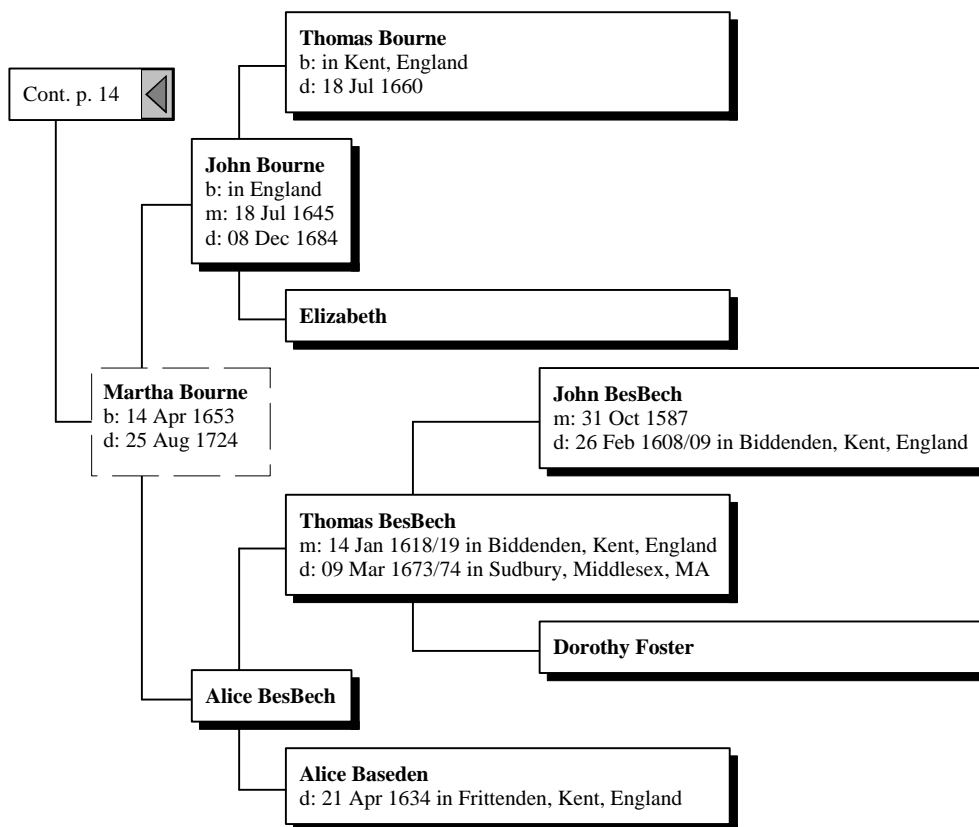 Thomas Bourne
b: in Kent, England
d: 18 Jul 1660
Cont. p. 14
John Bourne
b: in England
m: 18 Jul 1645
d: 08 Dec 1684
Elizabeth
Martha Bourne
b: 14 Apr 1653
d: 25 Aug 1724
John BesBech
m: 31 Oct 1587
d: 26 Feb 1608/09 in Biddenden, Kent, England
Thomas BesBech
m: 14 Jan 1618/19 in Biddenden, Kent, England
d: 09 Mar 1673/74 in Sudbury, Middlesex, MA
Dorothy Foster
Alice BesBech
Alice Baseden
d: 21 Apr 1634 in Frittenden, Kent, England